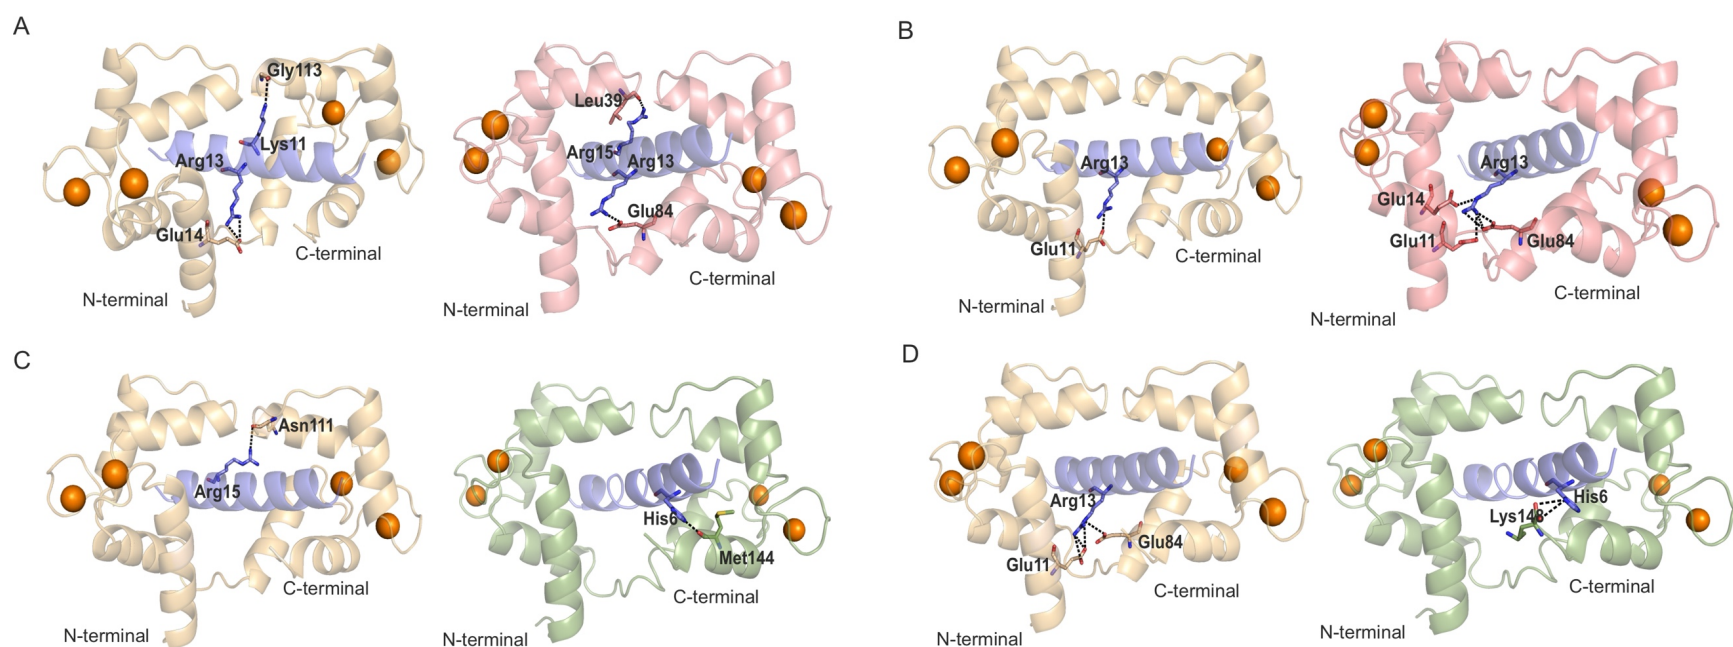 A
Gly113
Lys11
Arg13
Glu14
C-terminal
N-terminal
Leu39
Arg15
Arg13
Glu84
C-terminal
N-terminal
B
Arg13
Glu11
C-terminal
N-terminal
Arg13
Glu14
Glu11
Glu84
C-terminal
N-terminal
C
Asn111
Arg15
C-terminal
N-terminal
His6
Met144
C-terminal
N-terminal
D
Arg13
Glu11
Glu84
C-terminal
N-terminal
His6
Lys148
C-terminal
N-terminal